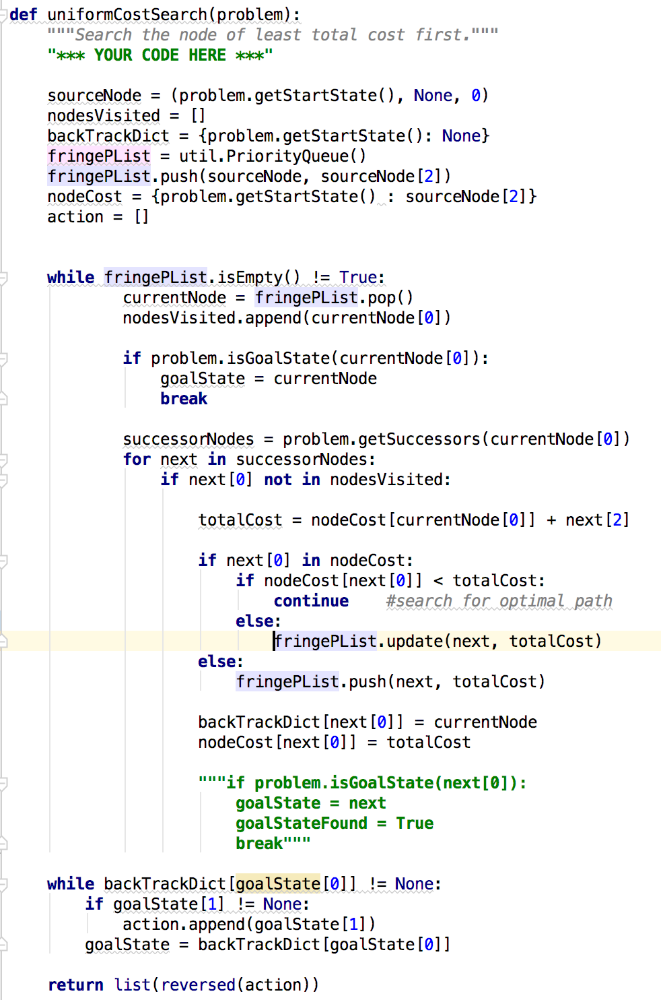 def uniformCostSearch(problem):
    """Search the node of least total cost first."""
    "*** YOUR CODE HERE ***"

    sourceNode = (problem.getStartState(), None, 0)
    nodesVisited = []
    backTrackDict = {problem.getStartState(): None}
    fringePList = util.PriorityQueue()
    fringePList.push(sourceNode, sourceNode[2])
    nodeCost = {problem.getStartState() : sourceNode[2]}
    action = []

    while fringePList.isEmpty() != True:
            currentNode = fringePList.pop()
            nodesVisited.append(currentNode[0])

            if problem.isGoalState(currentNode[0]):
                goalState = currentNode
                break

            successorNodes = problem.getSuccessors(currentNode[0])
            for next in successorNodes:
                if next[0] not in nodesVisited:

                    totalCost = nodeCost[currentNode[0]] + next[2]

                    if next[0] in nodeCost:
                        if nodeCost[next[0]] < totalCost:
                            continue    #search for optimal path
                        else:
                            fringePList.update(next, totalCost)
                    else:
                        fringePList.push(next, totalCost)

                    backTrackDict[next[0]] = currentNode
                    nodeCost[next[0]] = totalCost

                    """if problem.isGoalState(next[0]):
                        goalState = next
                        goalStateFound = True
                        break"""

    while backTrackDict[goalState[0]] != None:
        if goalState[1] != None:
            action.append(goalState[1])
        goalState = backTrackDict[goalState[0]]

    return list(reversed(action))